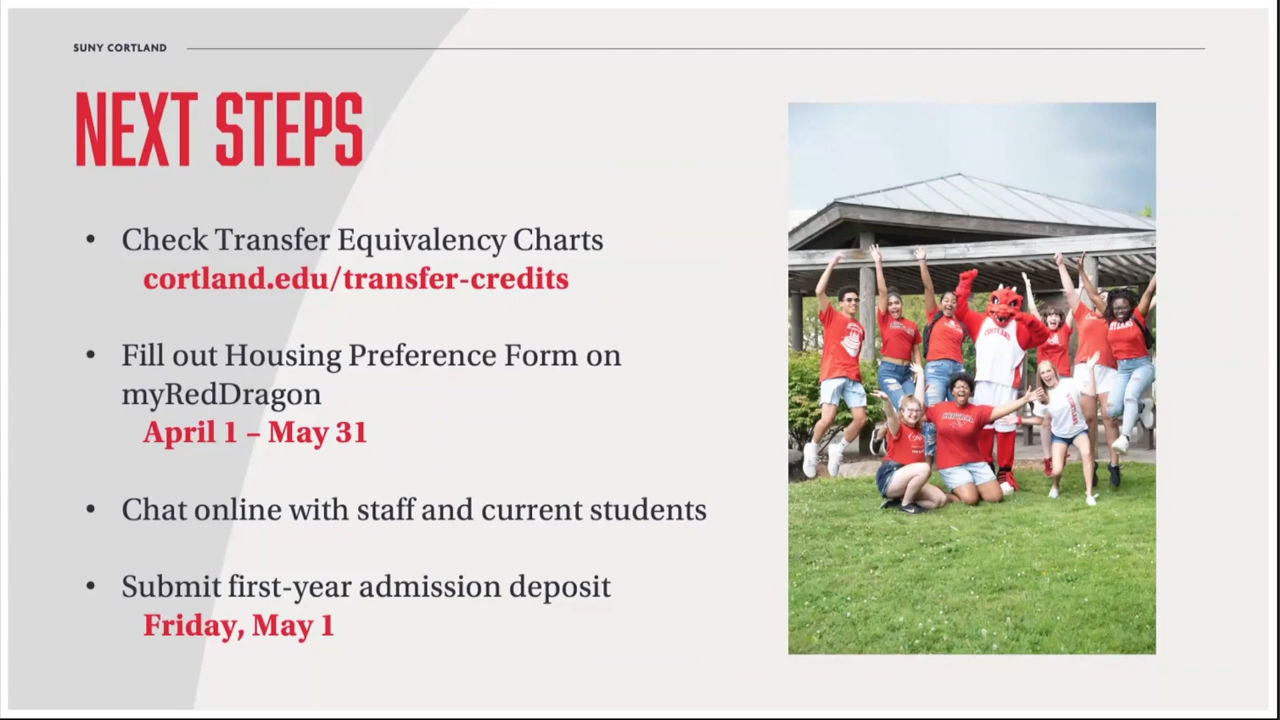 SUNY CORTLAND
NEXT STEPS
• Check Transfer Equivalency Charts
cortland.edu/transfer-credits
• Fill out Housing Preference Form on
myRedDragon
April 1 – May 31
• Chat online with staff and current students
• Submit first-year admission deposit
Friday, May 1
CORTLAND